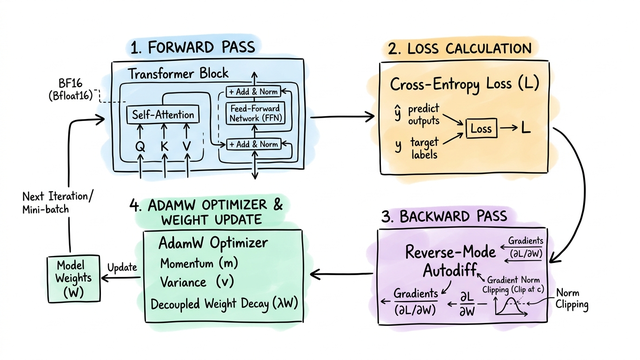 1. FORWARD PASS
Transformer Block
BF16
(Bfloat16)
+ Add & Norm
Feed-Forward
Network (FFN)
+ Add & Norm
Self-Attention
Q K V
2. LOSS CALCULATION
Cross-Entropy Loss (L)
ŷ predict
outputs
y target
labels
Loss
L
3. BACKWARD PASS
Reverse-Mode
Autodiff
Gradients
(∂L/∂W)
Gradient Norm
Clipping (Clip at c)
Gradients
(∂L/∂W)
∂L
∂W
Norm
Clipping
4. ADAMW OPTIMIZER &
WEIGHT UPDATE
AdamW Optimizer
Momentum (m)
Variance (v)
Decoupled Weight Decay (λW)
Update
Model
Weights
(W)
Next Iteration/
Mini-batch